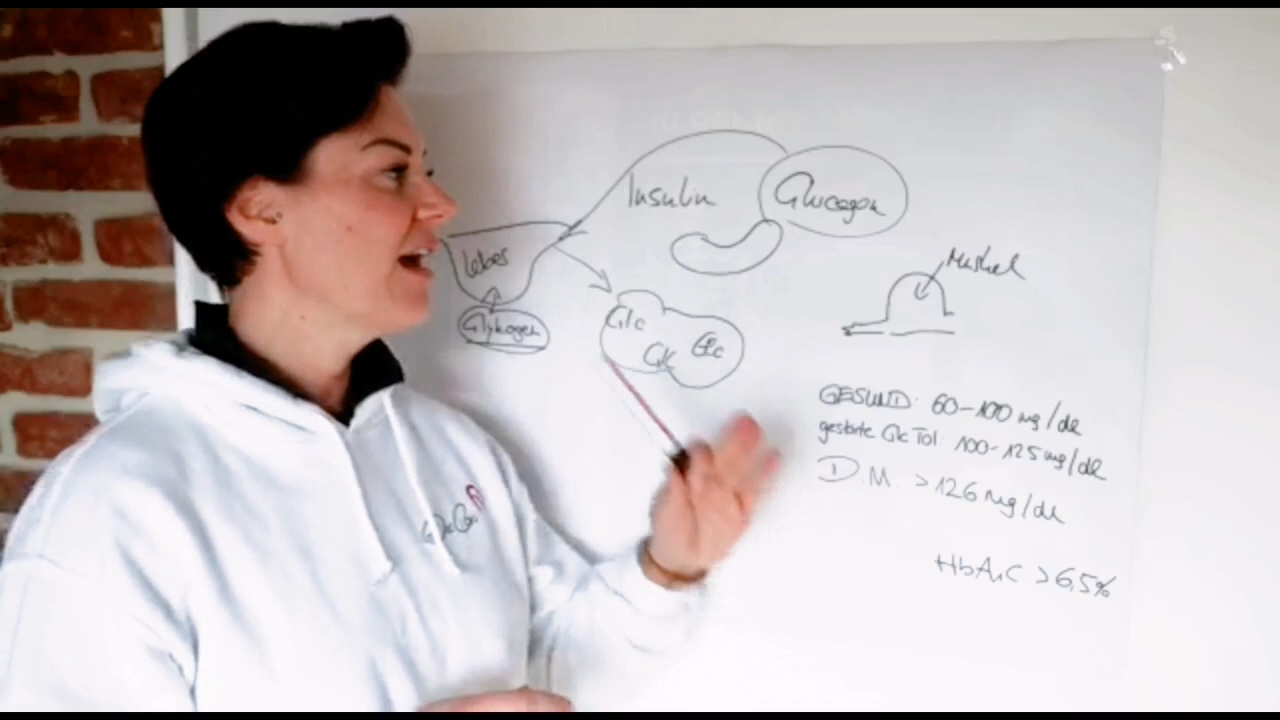 Insulin
Glucagon
Leber
Glykogen
Glc
Glc
GK
Muskel
GESUND: 60-100 mg/dl
gestörte Glc Tol 100-125 mg/dl
D.M >126 mg/dl
HbA1C >6,5%